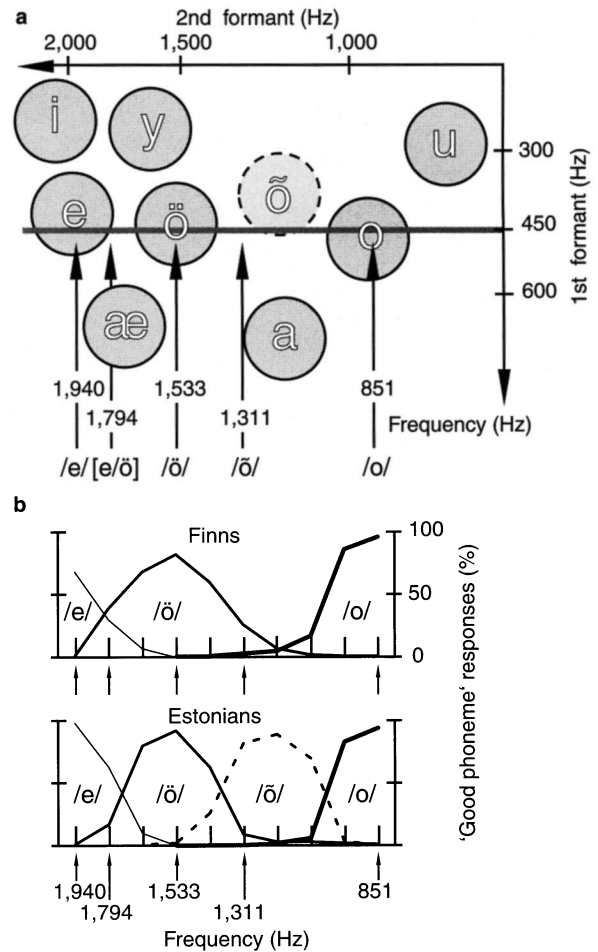 a
2nd formant (Hz)
2,000 1,500 1,000
i y u
300
e ö õ o
450
1st formant (Hz)
600
æ a
1,940 1,533 851
1,794 1,311
Frequency (Hz)
/e/ [e/ö] /ö/ /õ/ /o/
b
Finns
100
50
0
/e/ /ö/ /o/
'Good phoneme' responses (%)
Estonians
/e/ /ö/ /õ/ /o/
1,940 1,533 851
1,794 1,311
Frequency (Hz)